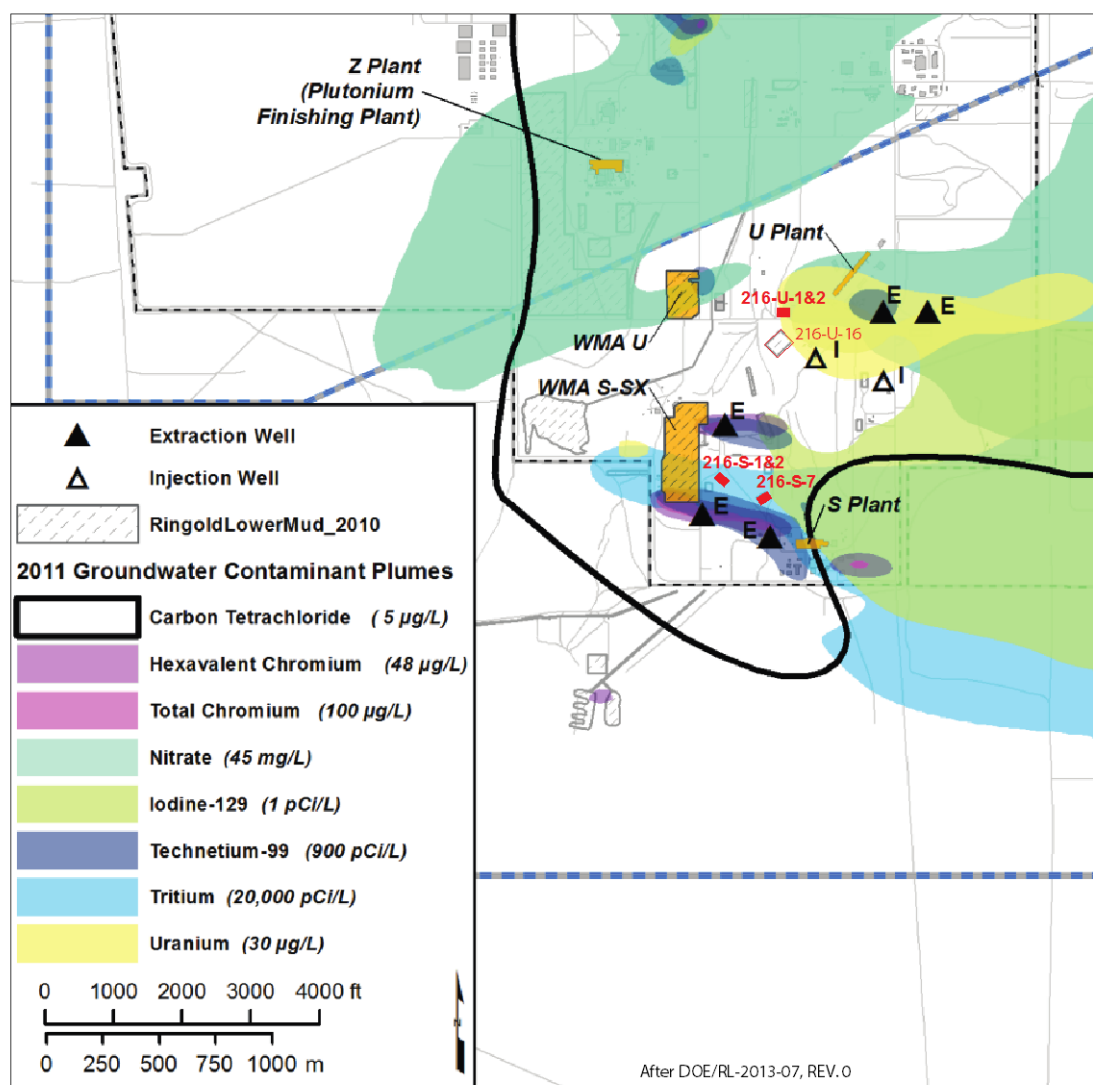 Z Plant
(Plutonium
Finishing Plant)
U Plant
216-U-1&2
E
E
216-U-16
I
WMA U
I
WMA S-SX
E
216-S-1&2
216-S-7
E
S Plant
E
Extraction Well
Injection Well
RingoldLowerMud_2010
2011 Groundwater Contaminant Plumes
Carbon Tetrachloride (5 µg/L)
Hexavalent Chromium (48 µg/L)
Total Chromium (100 µg/L)
Nitrate (45 mg/L)
Iodine-129 (1 pCi/L)
Technetium-99 (900 pCi/L)
Tritium (20,000 pCi/L)
Uranium (30 µg/L)
0 1000 2000 3000 4000 ft
0 250 500 750 1000 m
After DOE/RL-2013-07, REV. 0